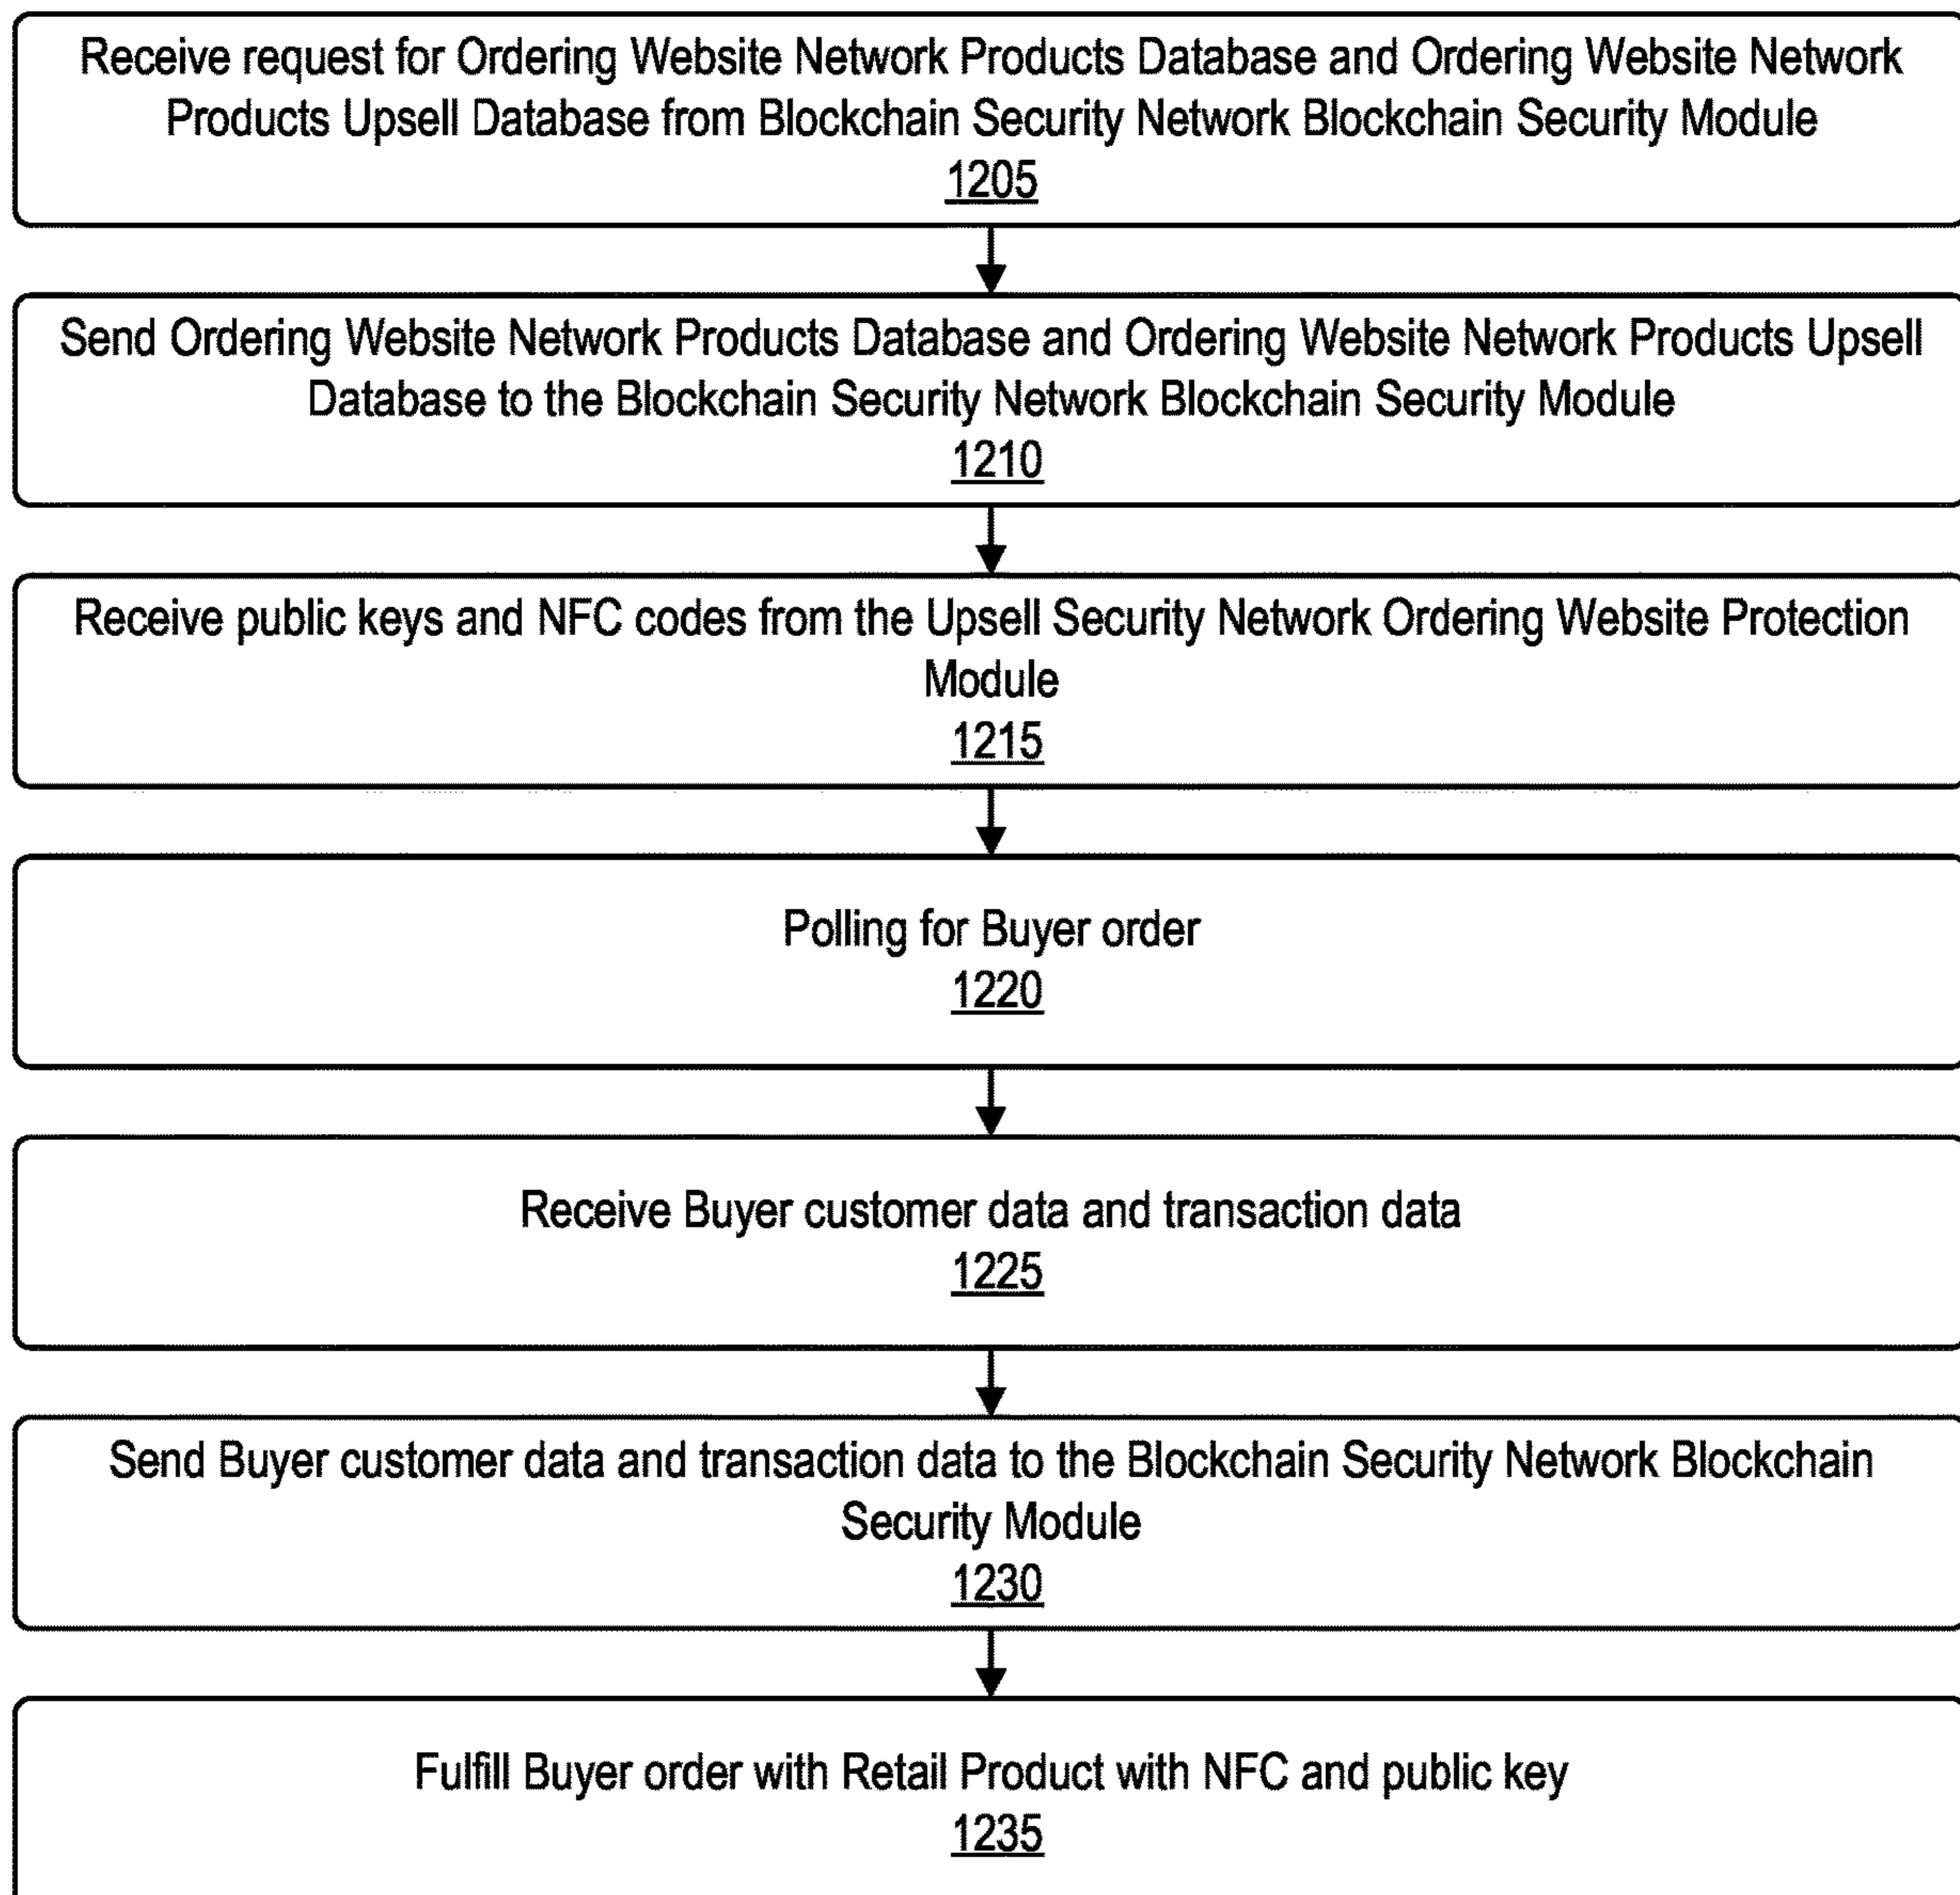 Receive request for Ordering Website Network Products Database and Ordering Website Network
Products Upsell Database from Blockchain Security Network Blockchain Security Module
1205
Send Ordering Website Network Products Database and Ordering Website Network Products Upsell
Database to the Blockchain Security Network Blockchain Security Module
1210
Receive public keys and NFC codes from the Upsell Security Network Ordering Website Protection
Module
1215
Polling for Buyer order
1220
Receive Buyer customer data and transaction data
1225
Send Buyer customer data and transaction data to the Blockchain Security Network Blockchain
Security Module
1230
Fulfill Buyer order with Retail Product with NFC and public key
1235